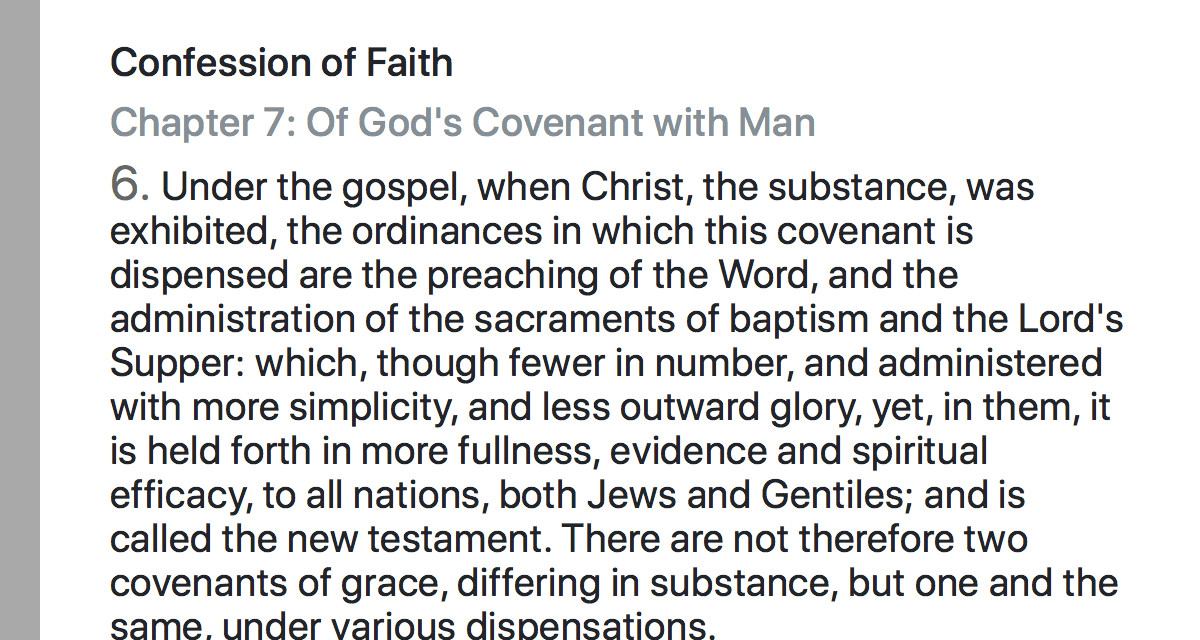 Confession of Faith
Chapter 7: Of God's Covenant with Man
6. Under the gospel, when Christ, the substance, was
exhibited, the ordinances in which this covenant is
dispensed are the preaching of the Word, and the
administration of the sacraments of baptism and the Lord's
Supper: which, though fewer in number, and administered
with more simplicity, and less outward glory, yet, in them, it
is held forth in more fullness, evidence and spiritual
efficacy, to all nations, both Jews and Gentiles; and is
called the new testament. There are not therefore two
covenants of grace, differing in substance, but one and the
same, under various dispensations.